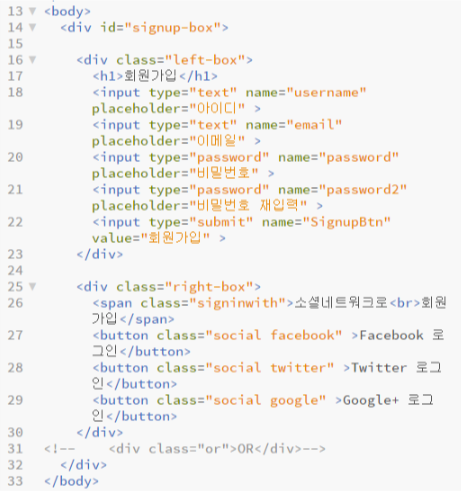 13 <body>
14 <div id="signup-box">
15
16 <div class="left-box">
17 <h1>회원가입</h1>
18 <input type="text" name="username"
placeholder="아이디" >
19 <input type="text" name="email"
placeholder="이메일" >
20 <input type="password" name="password"
placeholder="비밀번호" >
21 <input type="password" name="password2"
placeholder="비밀번호 재입력" >
22 <input type="submit" name="SignupBtn"
value="회원가입" >
23 </div>
24
25 <div class="right-box">
26 <span class="signinwith">소셜네트워크로<br>회원
가입</span>
27 <button class="social facebook" >Facebook 로
그인</button>
28 <button class="social twitter" >Twitter 로그
인</button>
29 <button class="social google" >Google+ 로그
인</button>
30 </div>
31 <!-- <div class="or">OR</div>-->
32 </div>
33 </body>